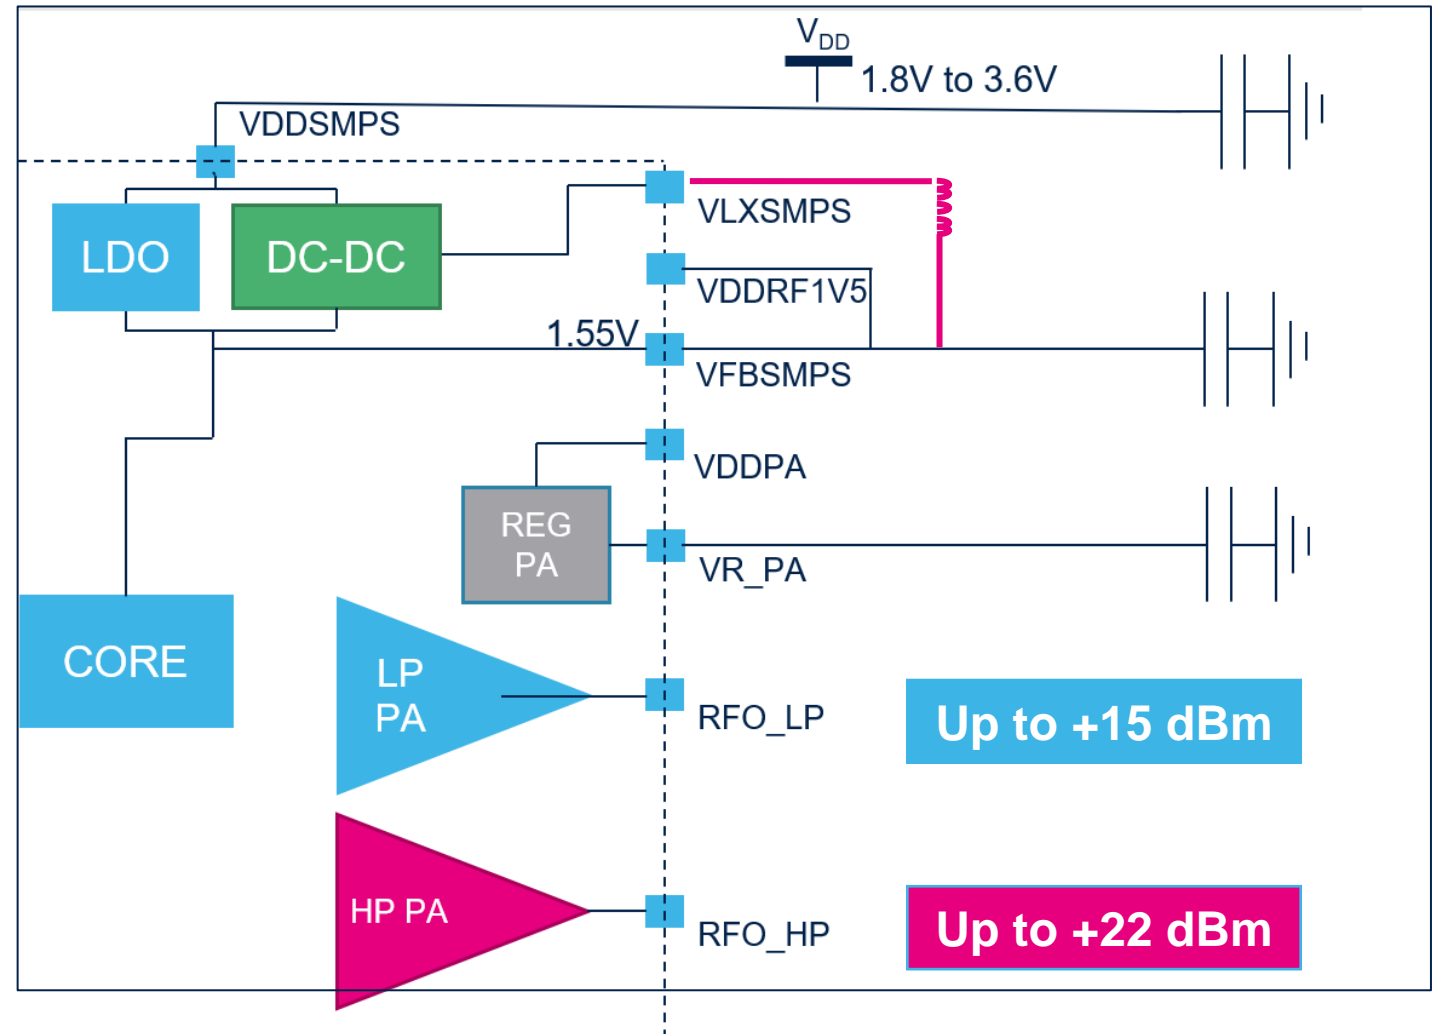 VDD
1.8V to 3.6V
VDDSMPS
LDO
DC-DC
VLXSMPS
VDDRF1V5
1.55V
VFBSMPS
VDDPA
REG
PA
VR_PA
CORE
LP
PA
RFO_LP
Up to +15 dBm
HP PA
RFO_HP
Up to +22 dBm